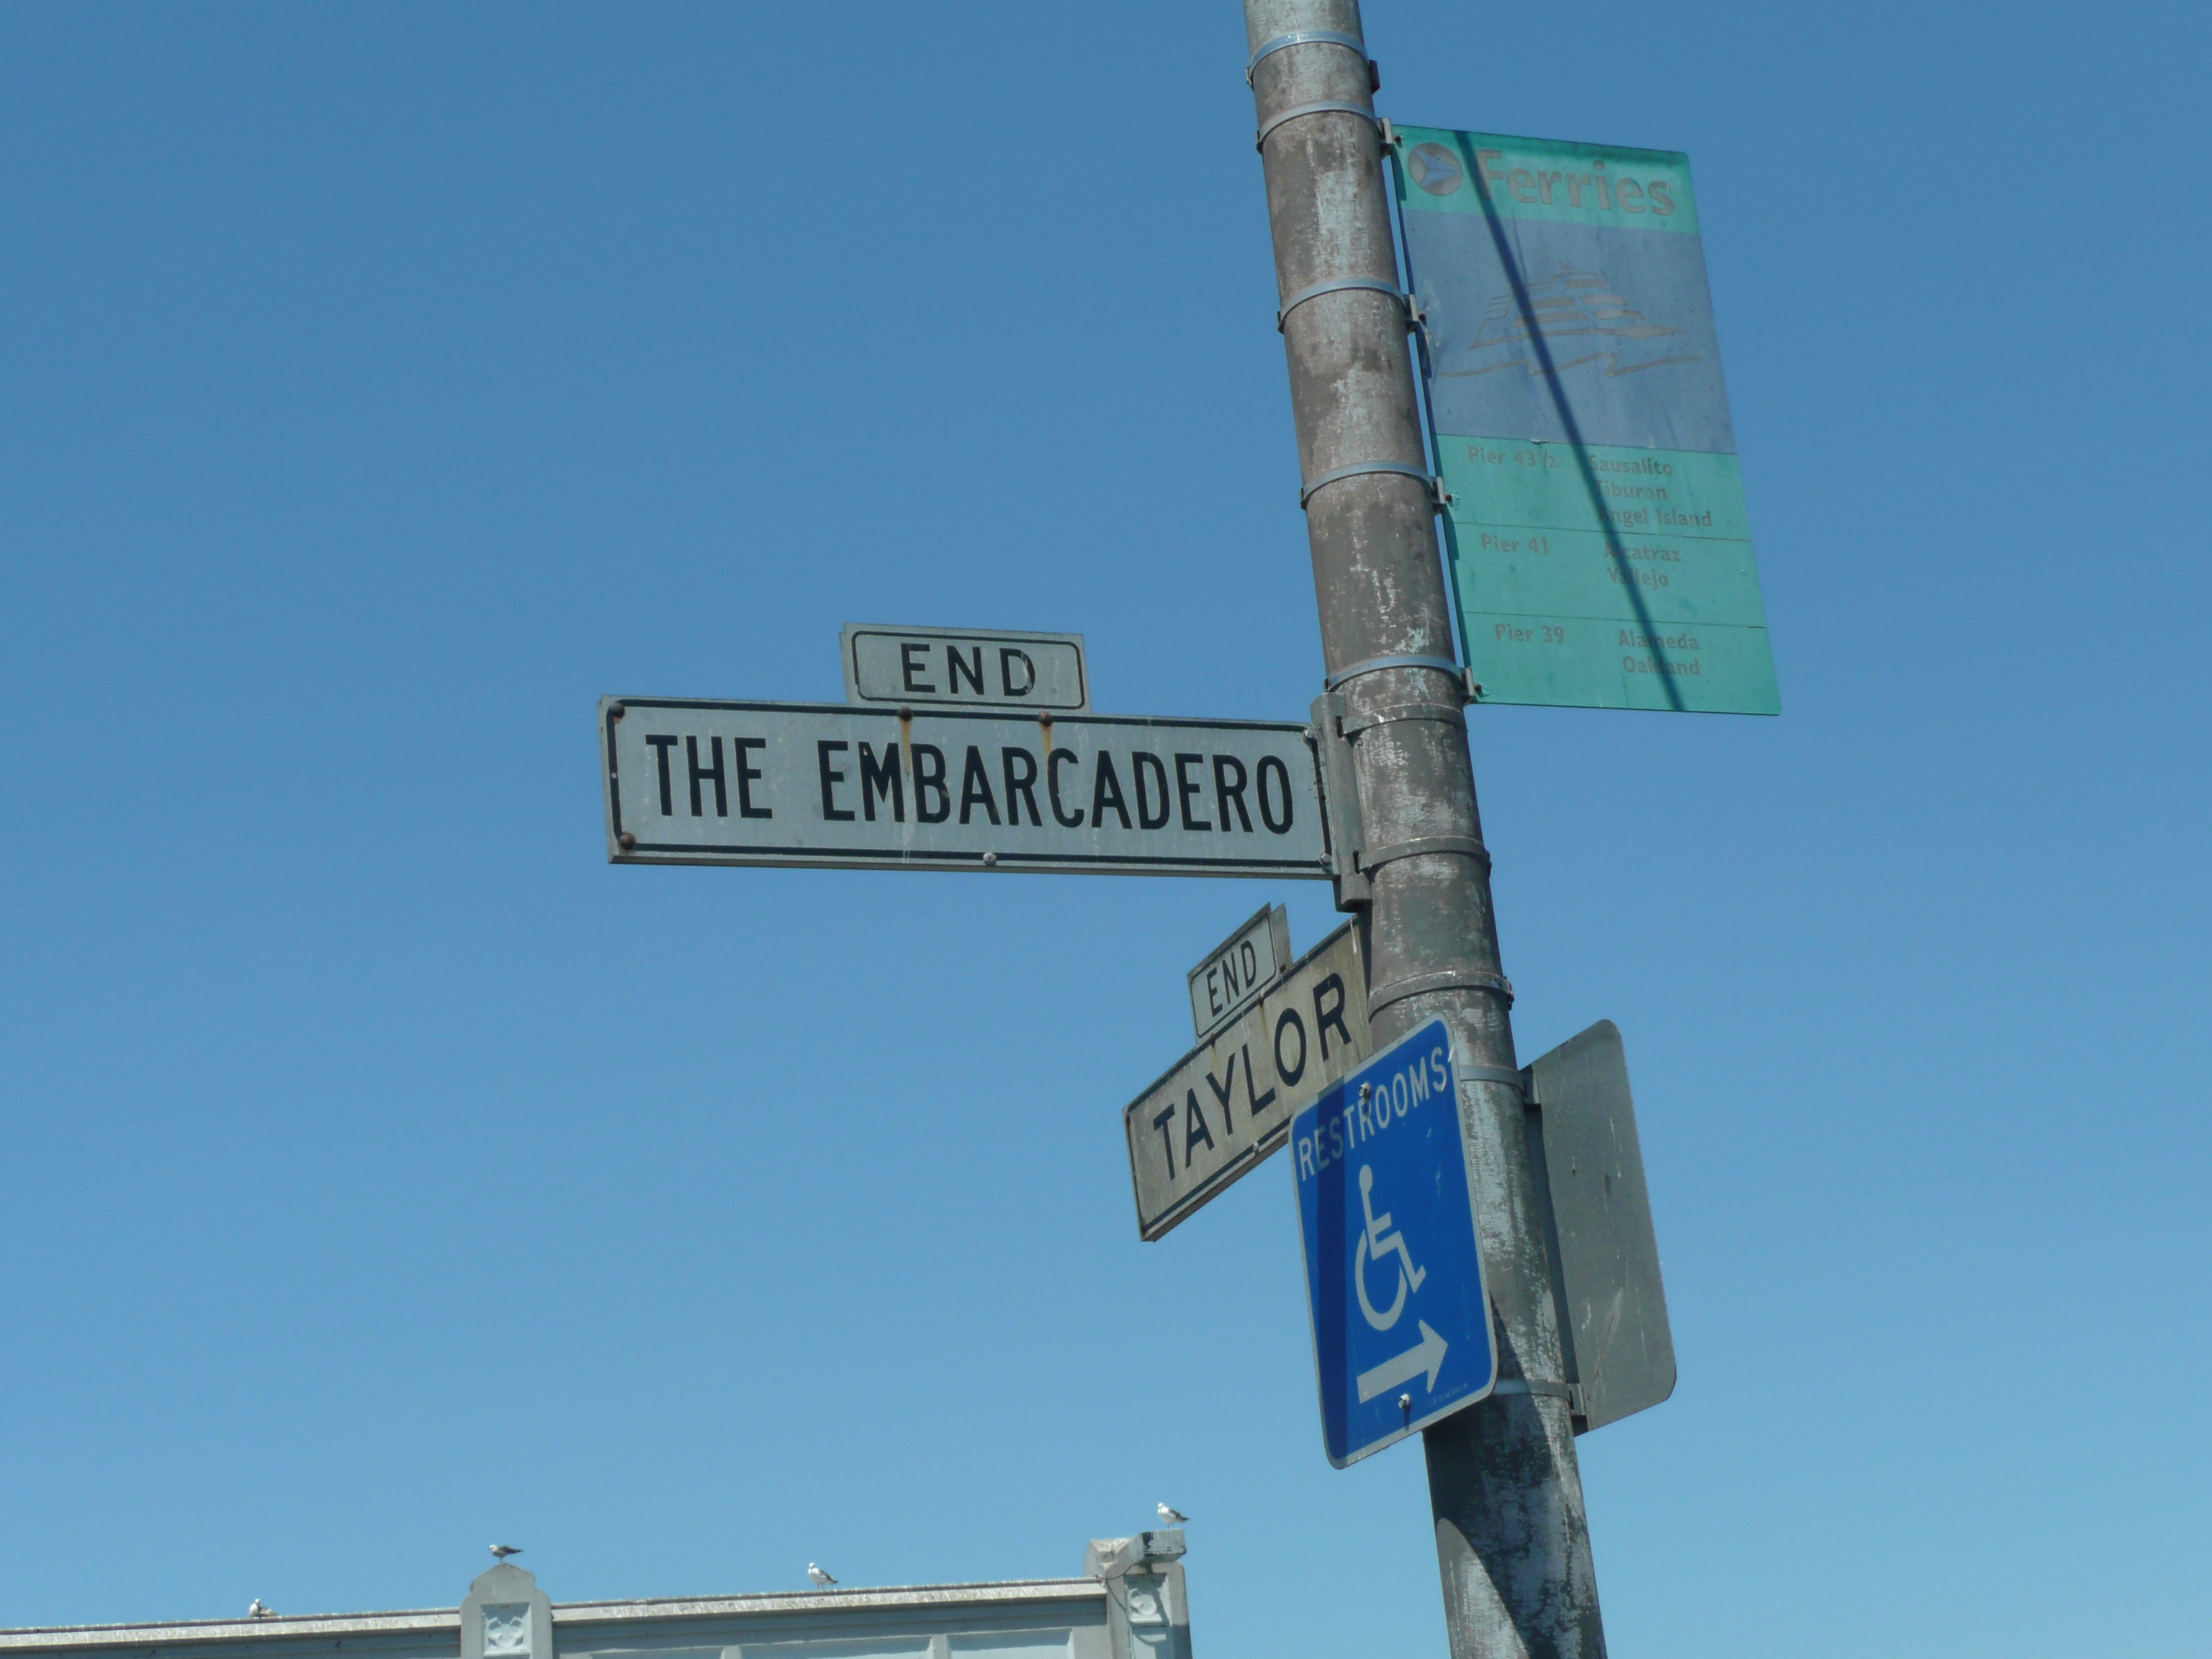 Ferries
Pier 43½ Sausalito
Tiburon
Angel Island
Pier 41 Alcatraz
Vallejo
Pier 39 Alameda
Oakland
END
THE EMBARCADERO
END
TAYLOR
RESTROOMS